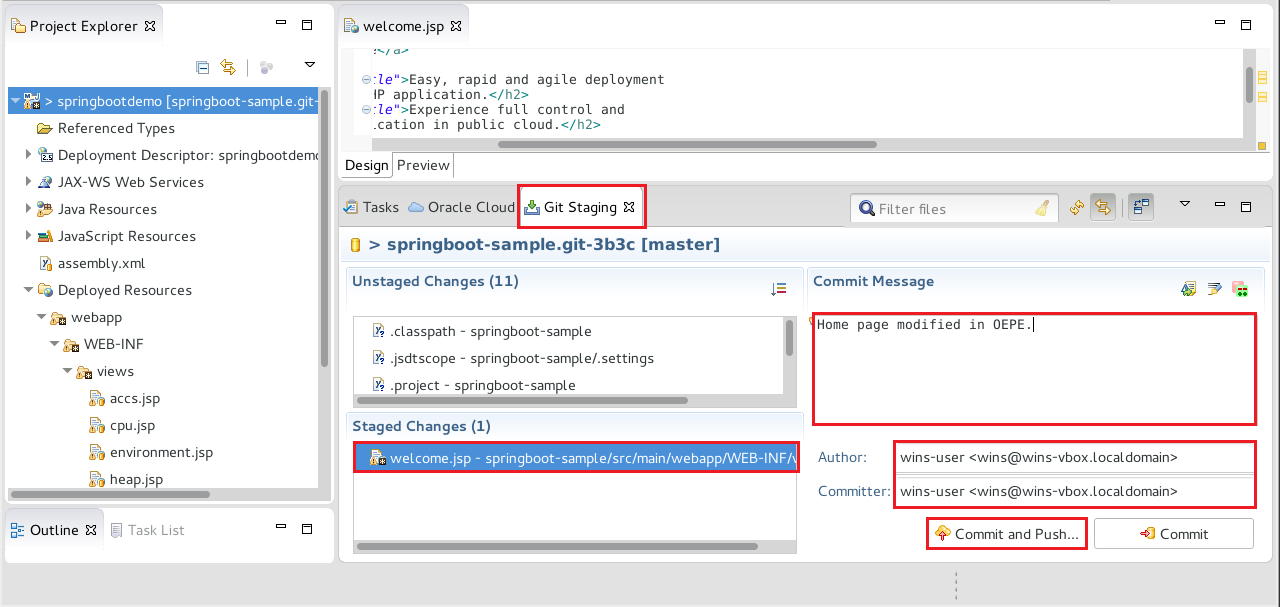 Project Explorer
> springbootdemo [springboot-sample.git-
Referenced Types
Deployment Descriptor: springbootdemo
JAX-WS Web Services
Java Resources
JavaScript Resources
assembly.xml
Deployed Resources
webapp
WEB-INF
views
accs.jsp
cpu.jsp
environment.jsp
heap.jsp
Outline
Task List
welcome.jsp
</a>
:le">Easy, rapid and agile deployment
HP application.</h2>
:le">Experience full control and
ication in public cloud.</h2>
Design
Preview
Tasks
Oracle Cloud
Git Staging
Filter files
> springboot-sample.git-3b3c [master]
Unstaged Changes (11)
.classpath - springboot-sample
.jsdtscope - springboot-sample/.settings
.project - springboot-sample
Staged Changes (1)
welcome.jsp - springboot-sample/src/main/webapp/WEB-INF/v
Commit Message
Home page modified in OEPE.
Author:
wins-user <wins@wins-vbox.localdomain>
Committer:
wins-user <wins@wins-vbox.localdomain>
Commit and Push...
Commit